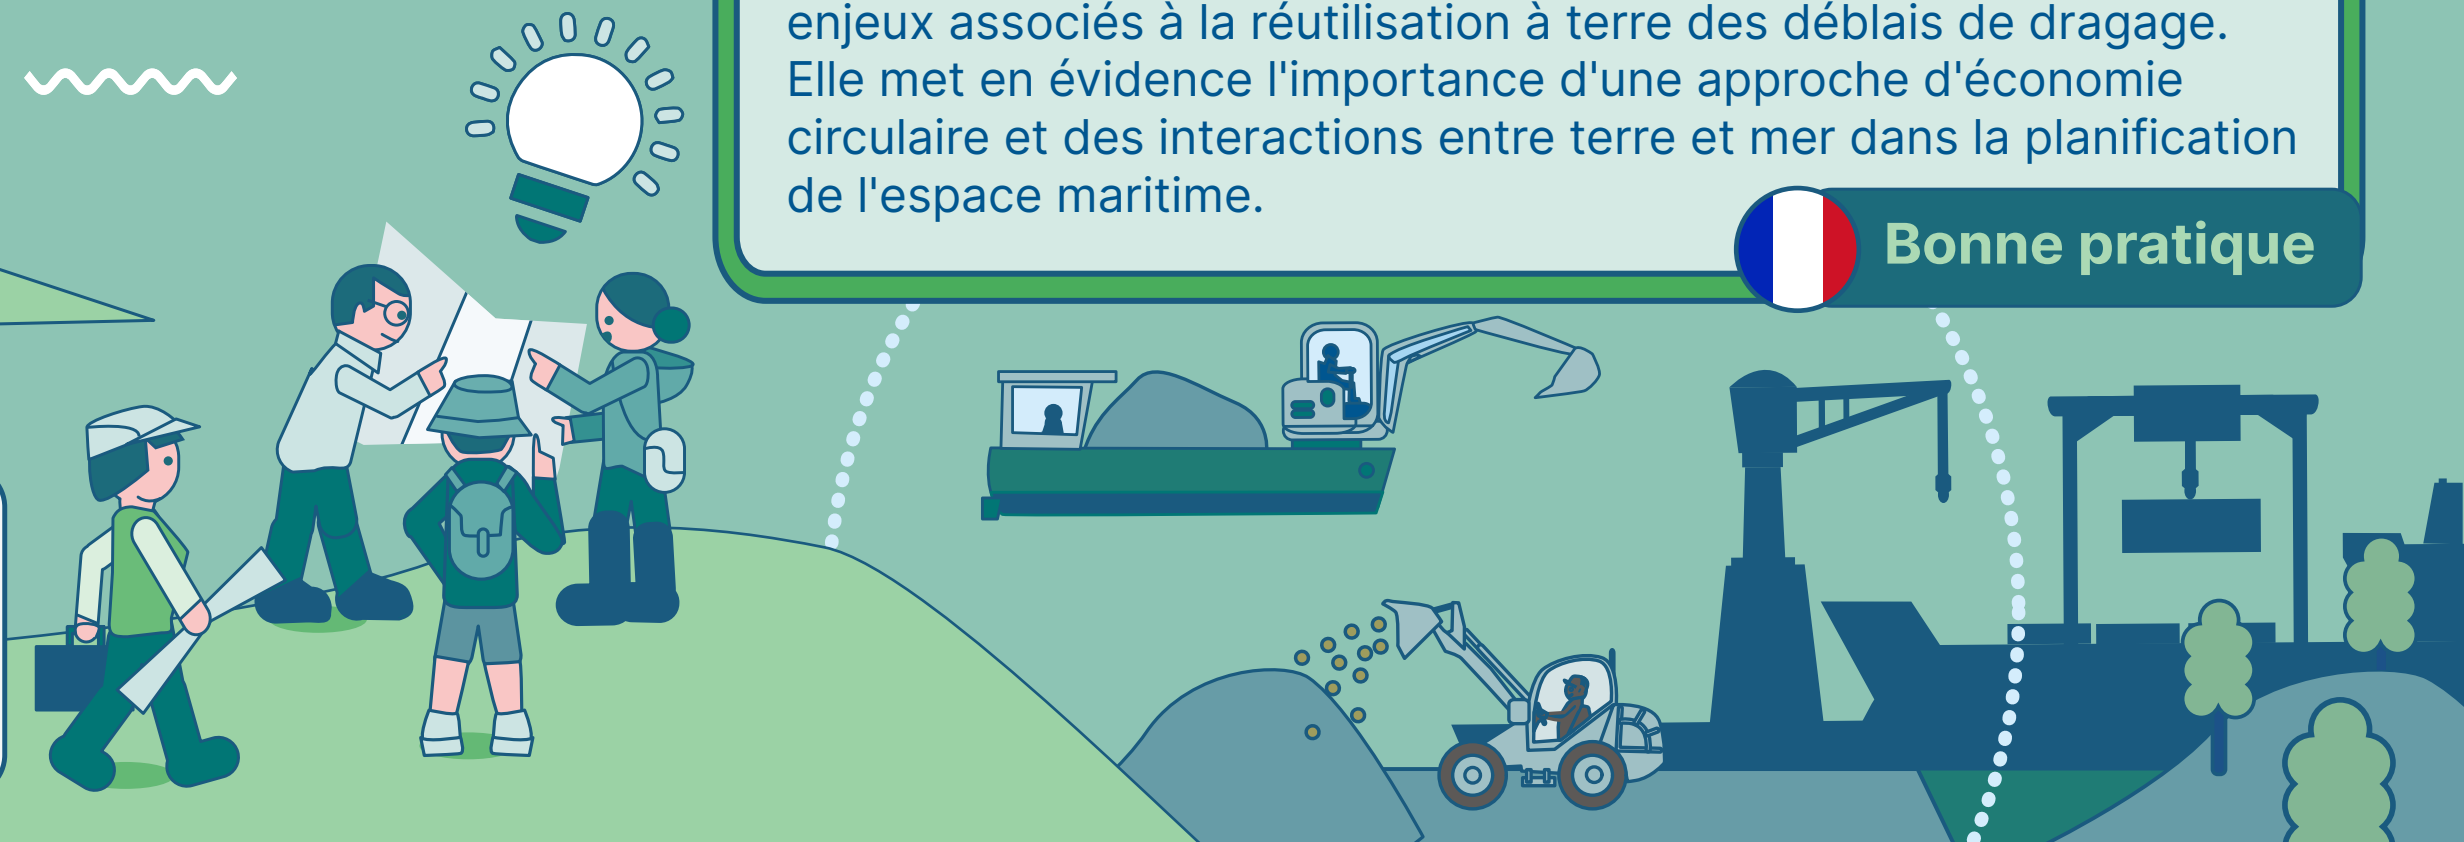 enjeux associés à la réutilisation à terre des déblais de dragage.
Elle met en évidence l'importance d'une approche d'économie
circulaire et des interactions entre terre et mer dans la planification
de l'espace maritime.
Bonne pratique